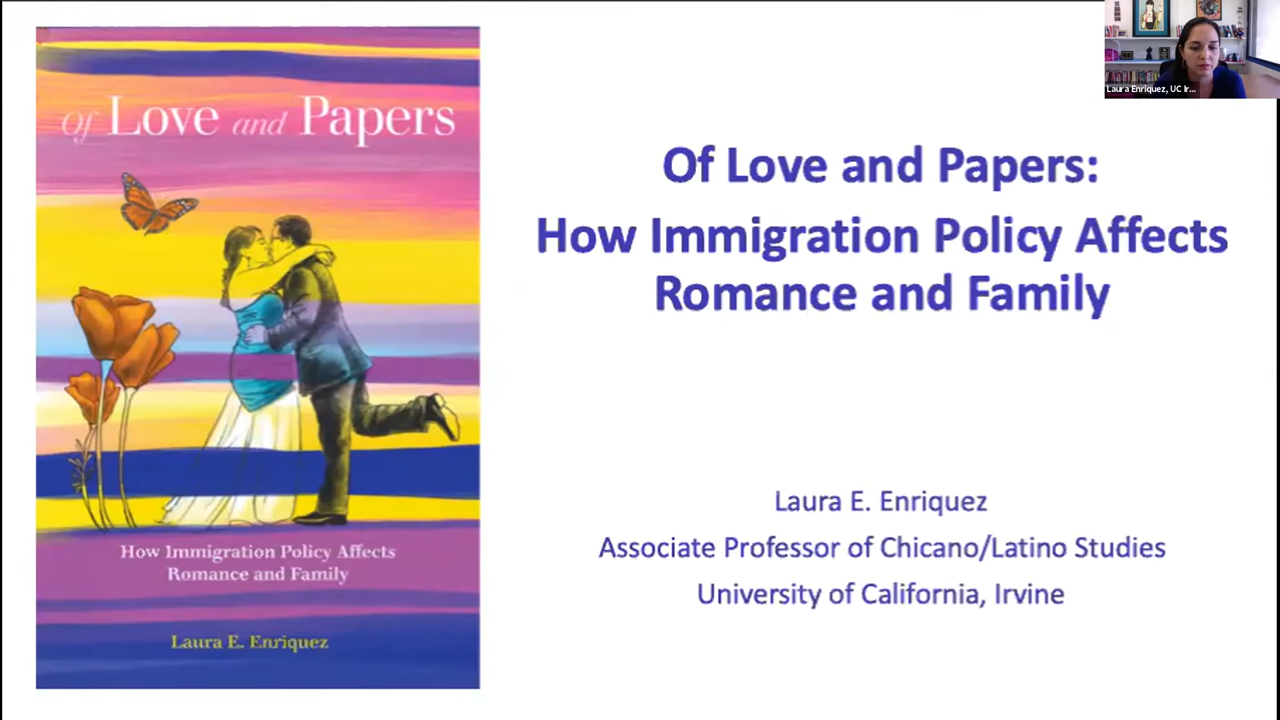 Of Love and Papers
How Immigration Policy Affects
Romance and Family
Laura E. Enriquez
Of Love and Papers:
How Immigration Policy Affects
Romance and Family
Laura E. Enriquez
Associate Professor of Chicano/Latino Studies
University of California, Irvine
Laura Enriquez, UC Ir...